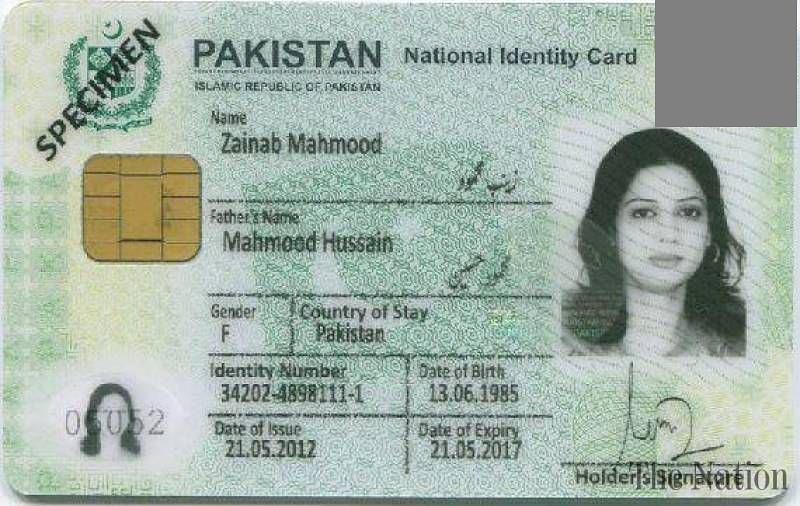 SPECIMEN
PAKISTAN National Identity Card
ISLAMIC REPUBLIC OF PAKISTAN
Name
Zainab Mahmood
زینب محمود
Father's Name
Mahmood Hussain
محمود حسین
Gender Country of Stay
F Pakistan
Identity Number Date of Birth
34202-4898111-1 13.06.1985
Date of Issue Date of Expiry
21.05.2012 21.05.2017
Holder's Signature
The Nation